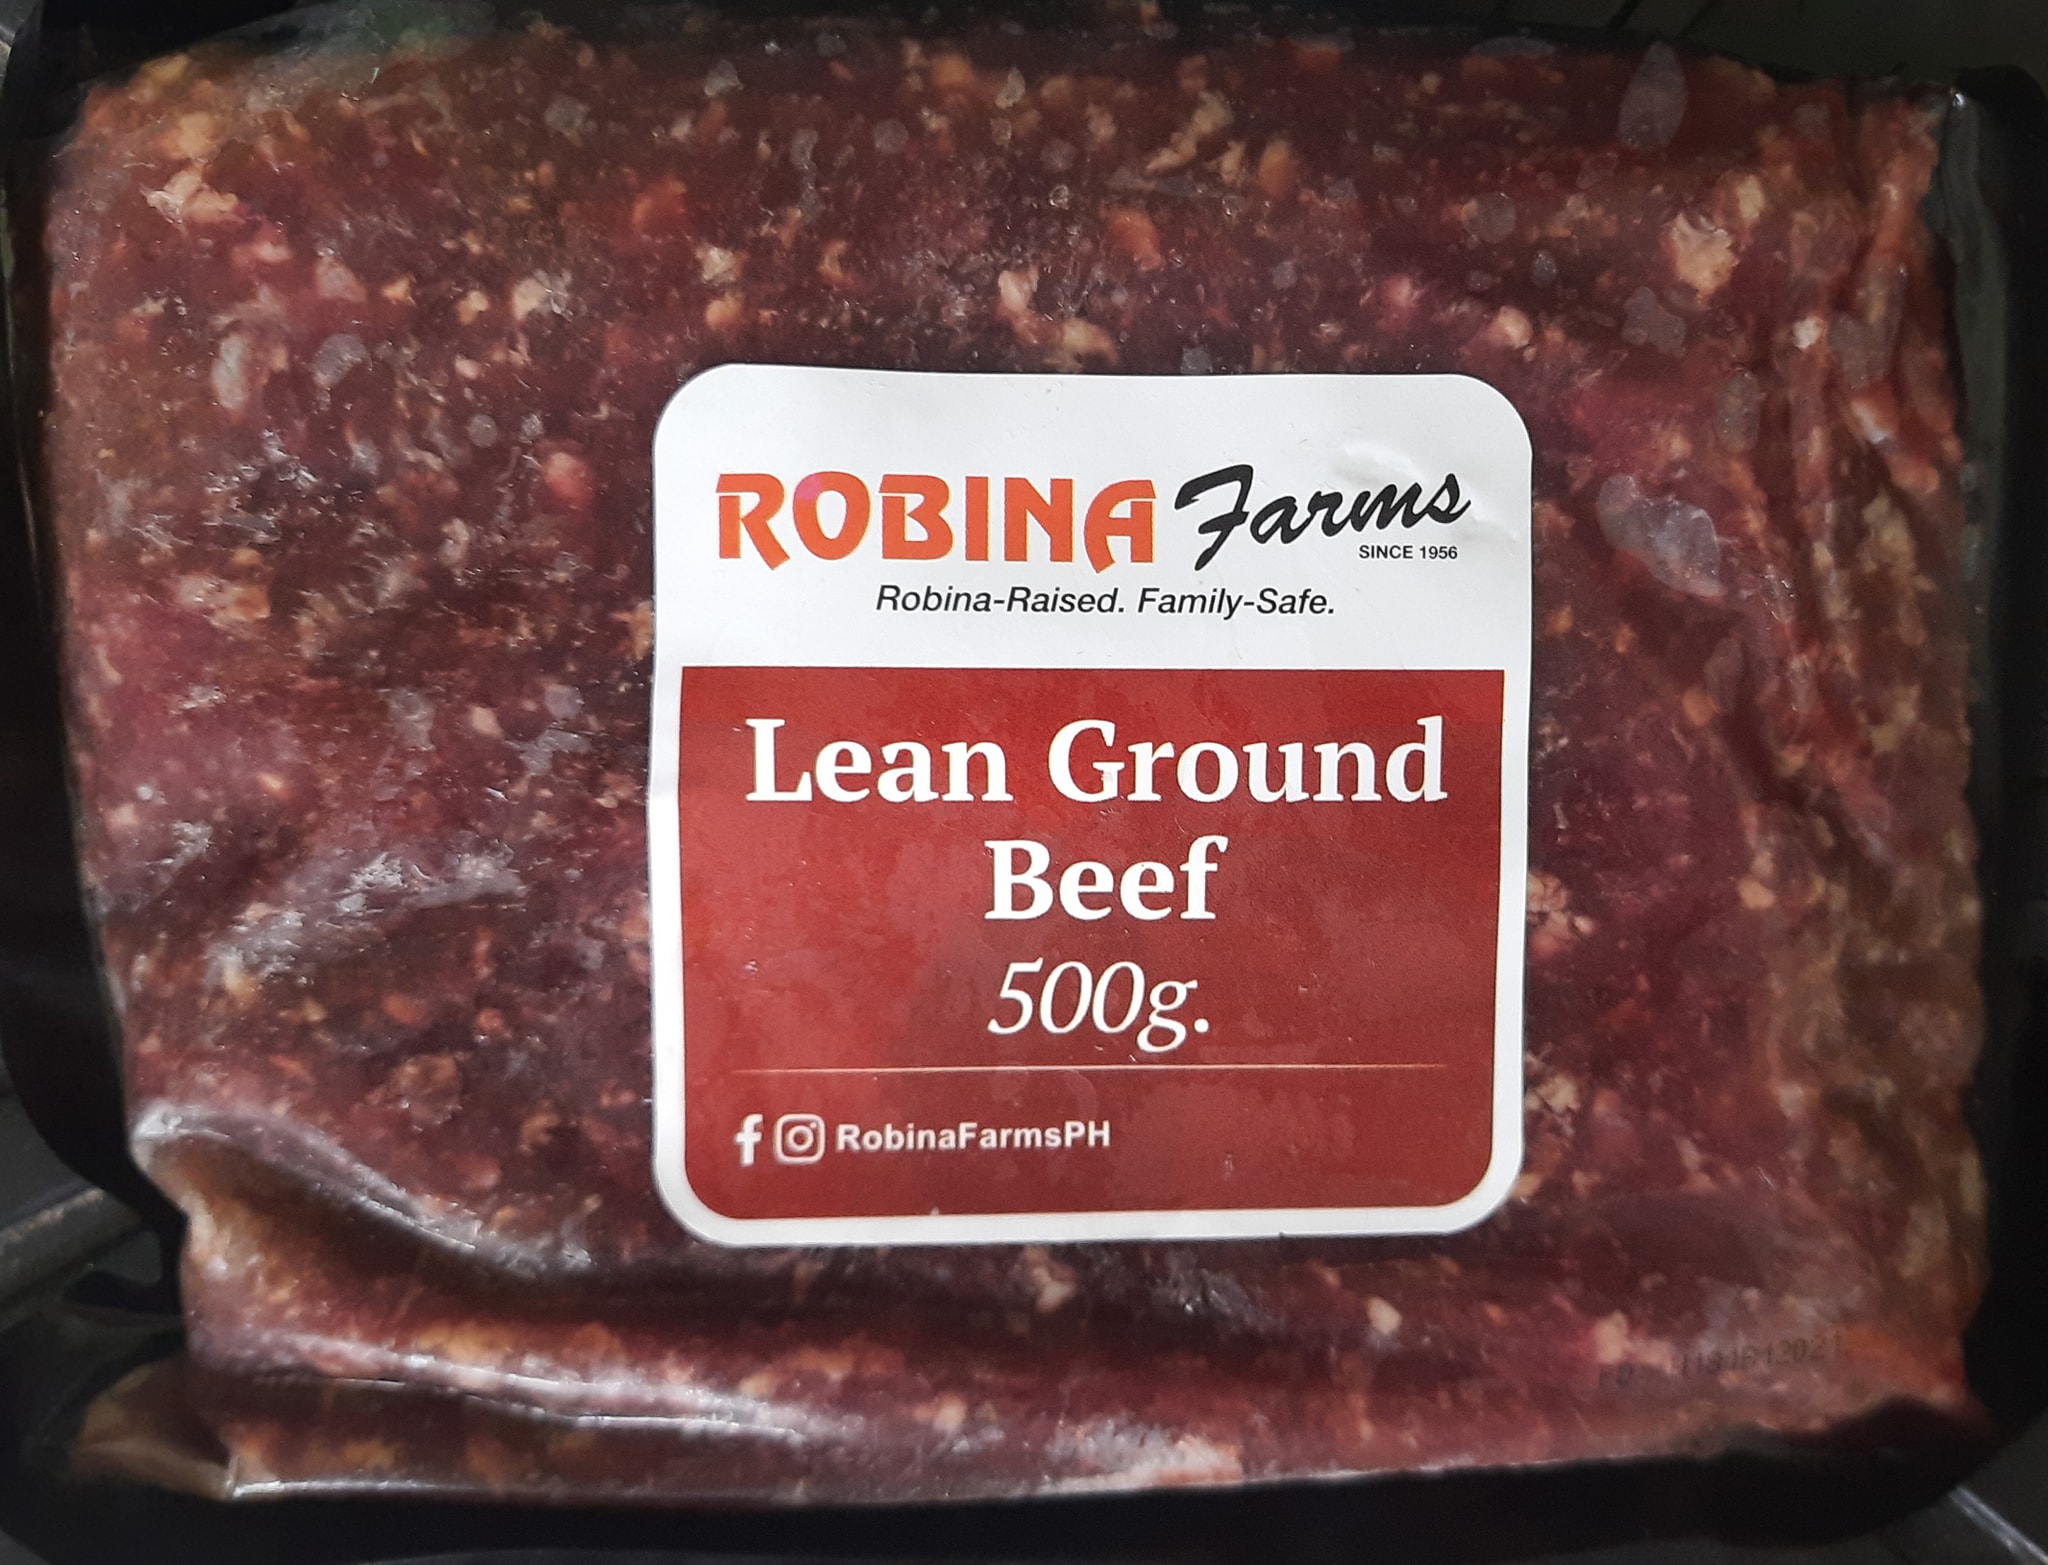 ROBINA Farms
SINCE 1956
Robina-Raised. Family-Safe.
Lean Ground
Beef
500g.
RobinaFarmsPH